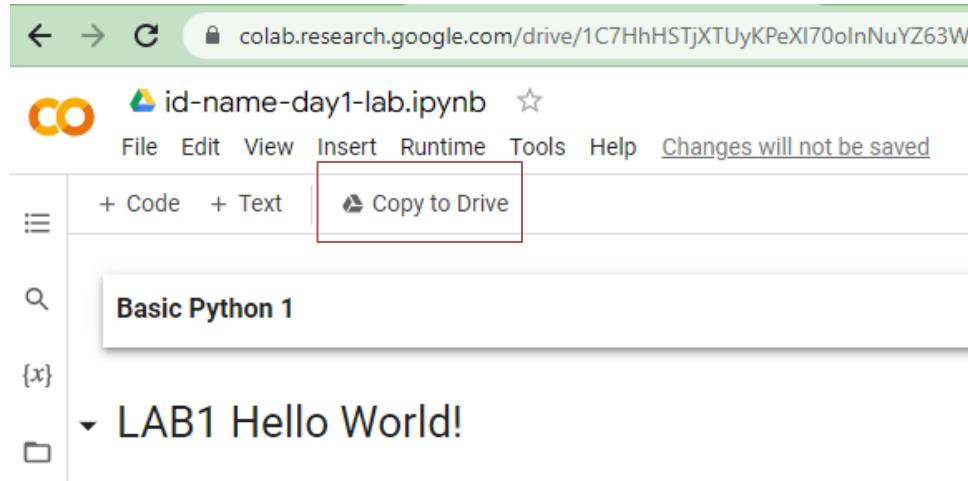 colab.research.google.com/drive/1C7HhHSTjXTUyKPeXI70oInNuYZ63W
CO id-name-day1-lab.ipynb
File Edit View Insert Runtime Tools Help Changes will not be saved
+ Code + Text Copy to Drive
Basic Python 1
{x}
LAB1 Hello World!